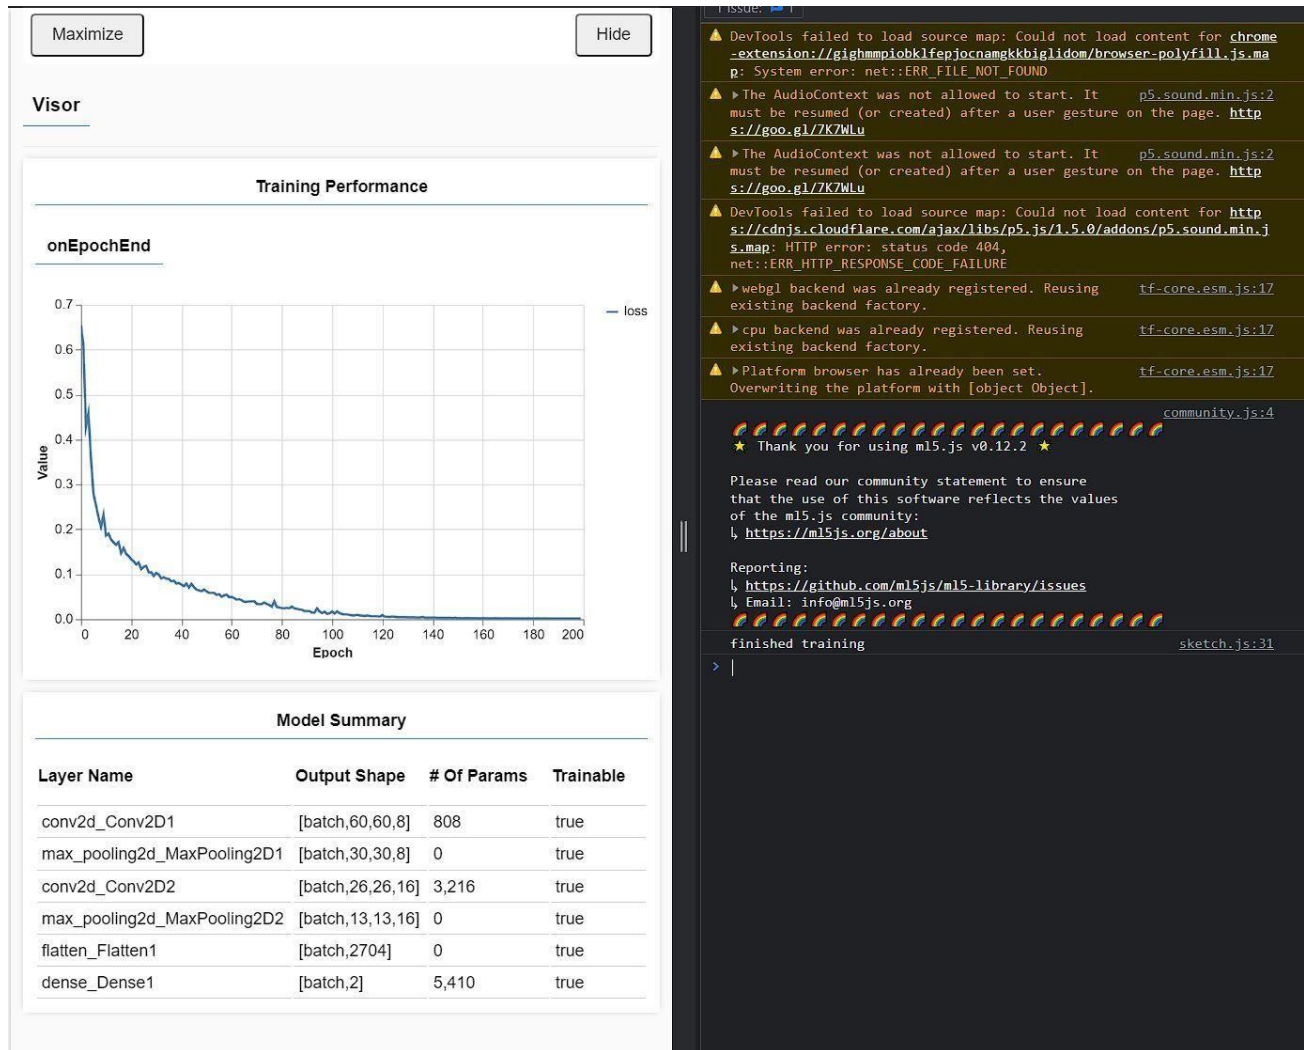 Maximize
Hide
Visor
Training Performance
onEpochEnd
0.7
0.6
0.5
0.4
0.3
0.2
0.1
0.0
Value
0 20 40 60 80 100 120 140 160 180 200
Epoch
loss
Model Summary
Layer Name Output Shape # Of Params Trainable
conv2d_Conv2D1 [batch,60,60,8] 808 true
max_pooling2d_MaxPooling2D1 [batch,30,30,8] 0 true
conv2d_Conv2D2 [batch,26,26,16] 3,216 true
max_pooling2d_MaxPooling2D2 [batch,13,13,16] 0 true
flatten_Flatten1 [batch,2704] 0 true
dense_Dense1 [batch,2] 5,410 true
1 Issue: 1
DevTools failed to load source map: Could not load content for chrome
-extension://gighmmpiobklfepjocnamgkkbiglidom/browser-polyfill.js.ma
p: System error: net::ERR_FILE_NOT_FOUND
The AudioContext was not allowed to start. It p5.sound.min.js:2
must be resumed (or created) after a user gesture on the page. http
s://goo.gl/7K7WLu
The AudioContext was not allowed to start. It p5.sound.min.js:2
must be resumed (or created) after a user gesture on the page. http
s://goo.gl/7K7WLu
DevTools failed to load source map: Could not load content for http
s://cdnjs.cloudflare.com/ajax/libs/p5.js/1.5.0/addons/p5.sound.min.j
s.map: HTTP error: status code 404,
net::ERR_HTTP_RESPONSE_CODE_FAILURE
webgl backend was already registered. Reusing tf-core.esm.js:17
existing backend factory.
cpu backend was already registered. Reusing tf-core.esm.js:17
existing backend factory.
Platform browser has already been set. tf-core.esm.js:17
Overwriting the platform with [object Object].
community.js:4
🌈🌈🌈🌈🌈🌈🌈🌈🌈🌈🌈🌈🌈🌈🌈🌈🌈🌈🌈🌈🌈🌈
⭐ Thank you for using ml5.js v0.12.2 ⭐
Please read our community statement to ensure
that the use of this software reflects the values
of the ml5.js community:
↳ https://ml5js.org/about
Reporting:
↳ https://github.com/ml5js/ml5-library/issues
↳ Email: info@ml5js.org
🌈🌈🌈🌈🌈🌈🌈🌈🌈🌈🌈🌈🌈🌈🌈🌈🌈🌈🌈🌈🌈🌈
finished training sketch.js:31
>